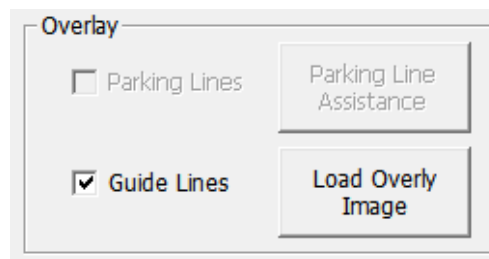 Overlay
Parking Lines
Parking Line
Assistance
Guide Lines
Load Overly
Image